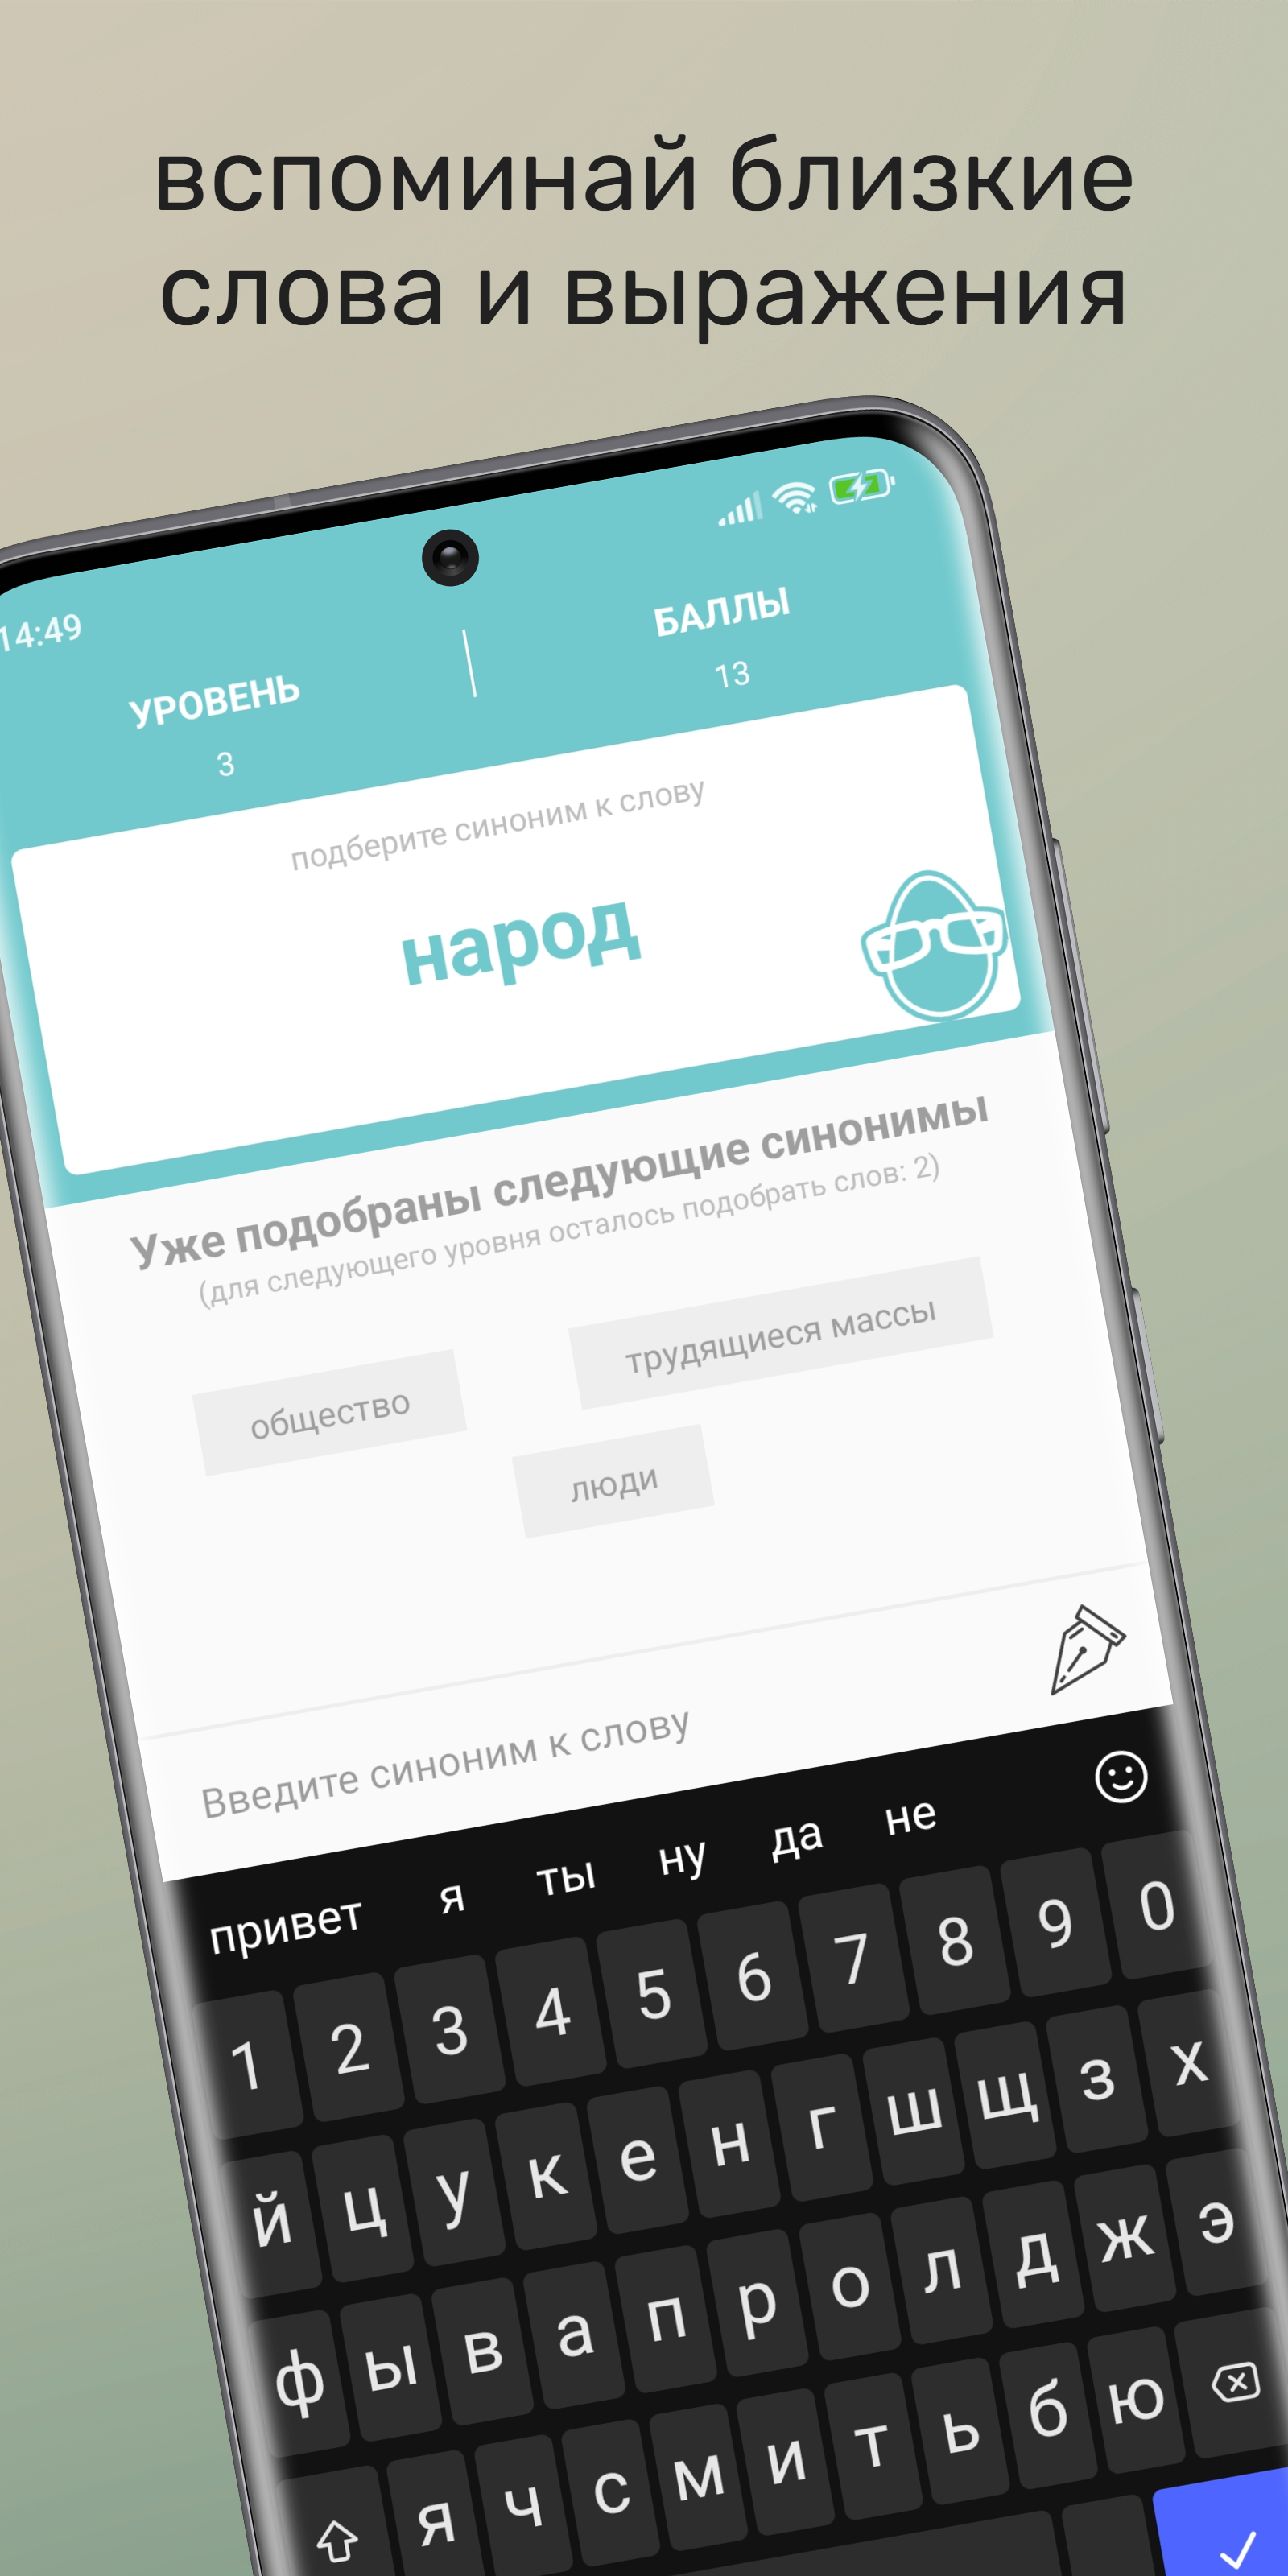 вспоминай близкие
слова и выражения
14:49
УРОВЕНЬ
3
БАЛЛЫ
13
подберите синоним к слову
народ
Уже подобраны следующие синонимы
(для следующего уровня осталось подобрать слов: 2)
общество
трудящиеся массы
люди
Введите синоним к слову
привет я ты ну да не
1 2 3 4 5 6 7 8 9 0
й ц у к е н г ш щ з х
ф ы в а п р о л д ж э
я ч с м и т ь б ю